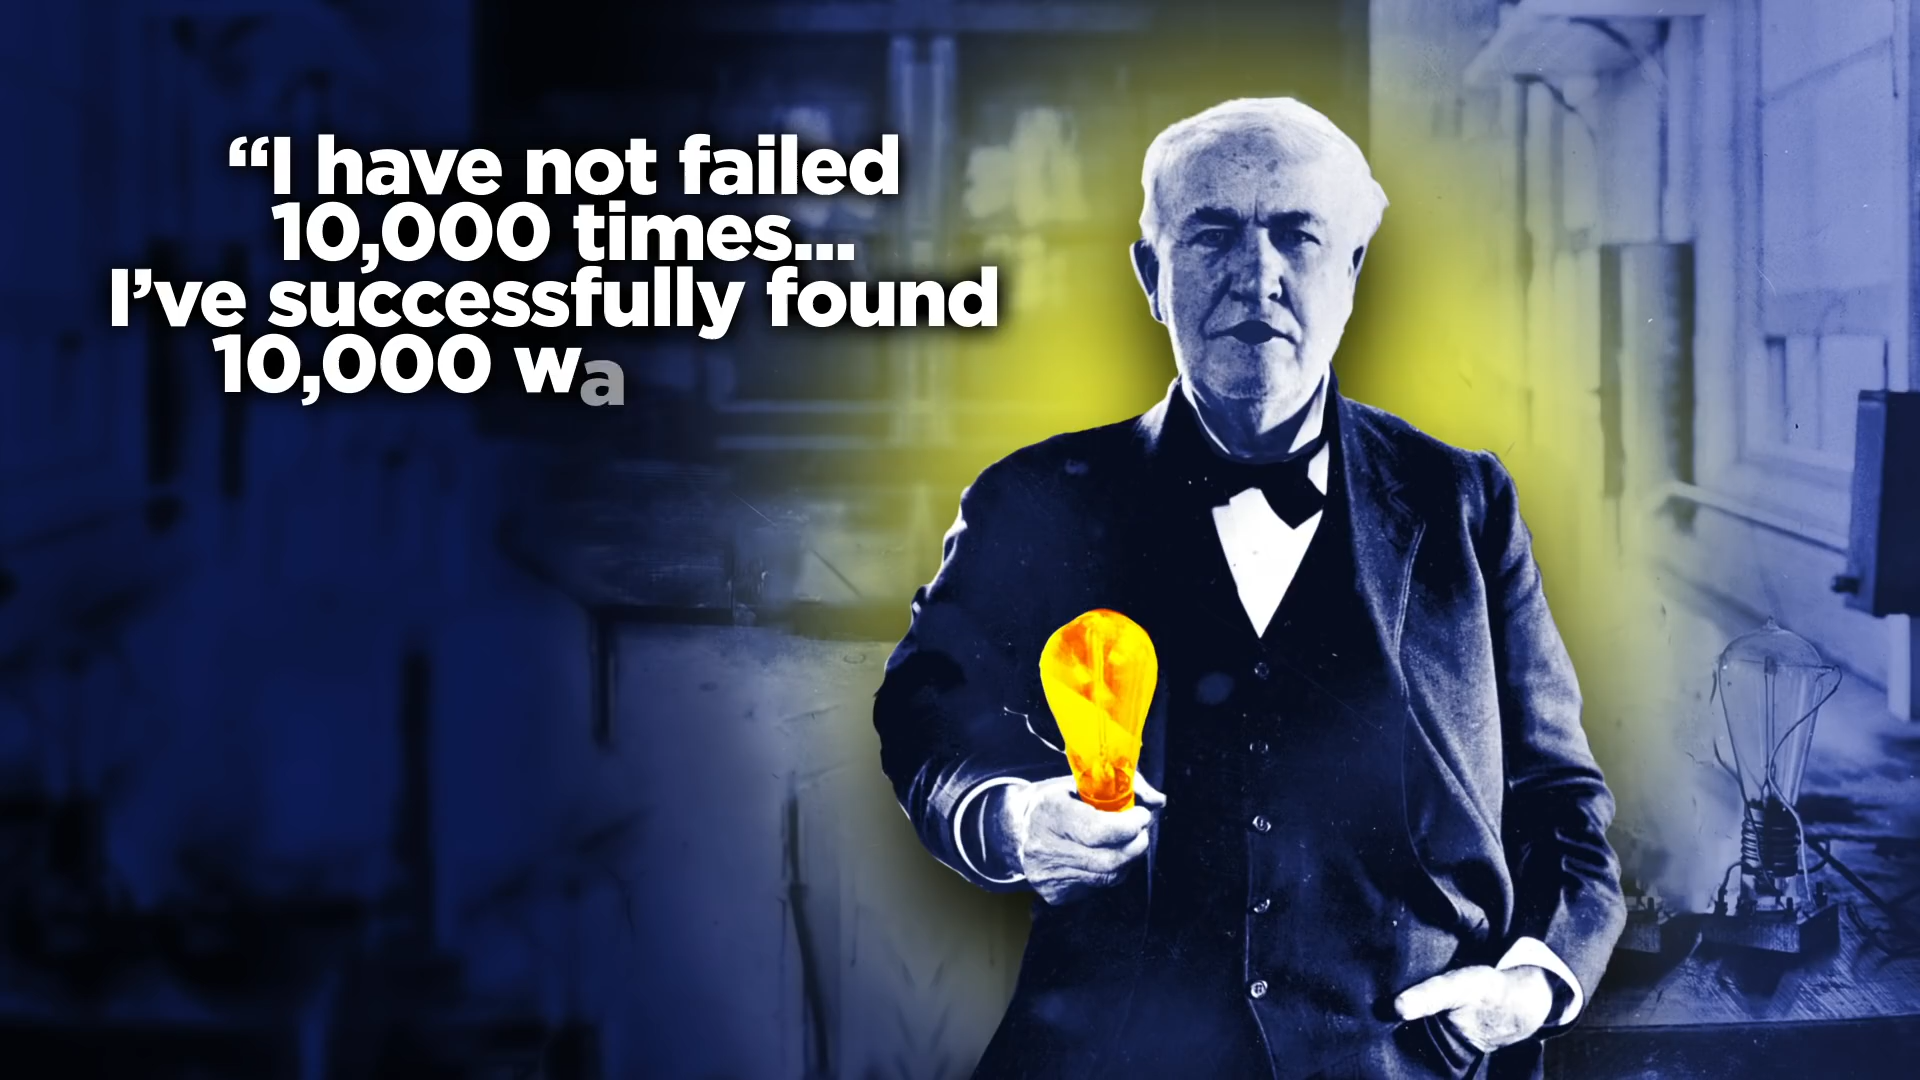 “I have not failed
10,000 times...
I’ve successfully found
10,000 wa